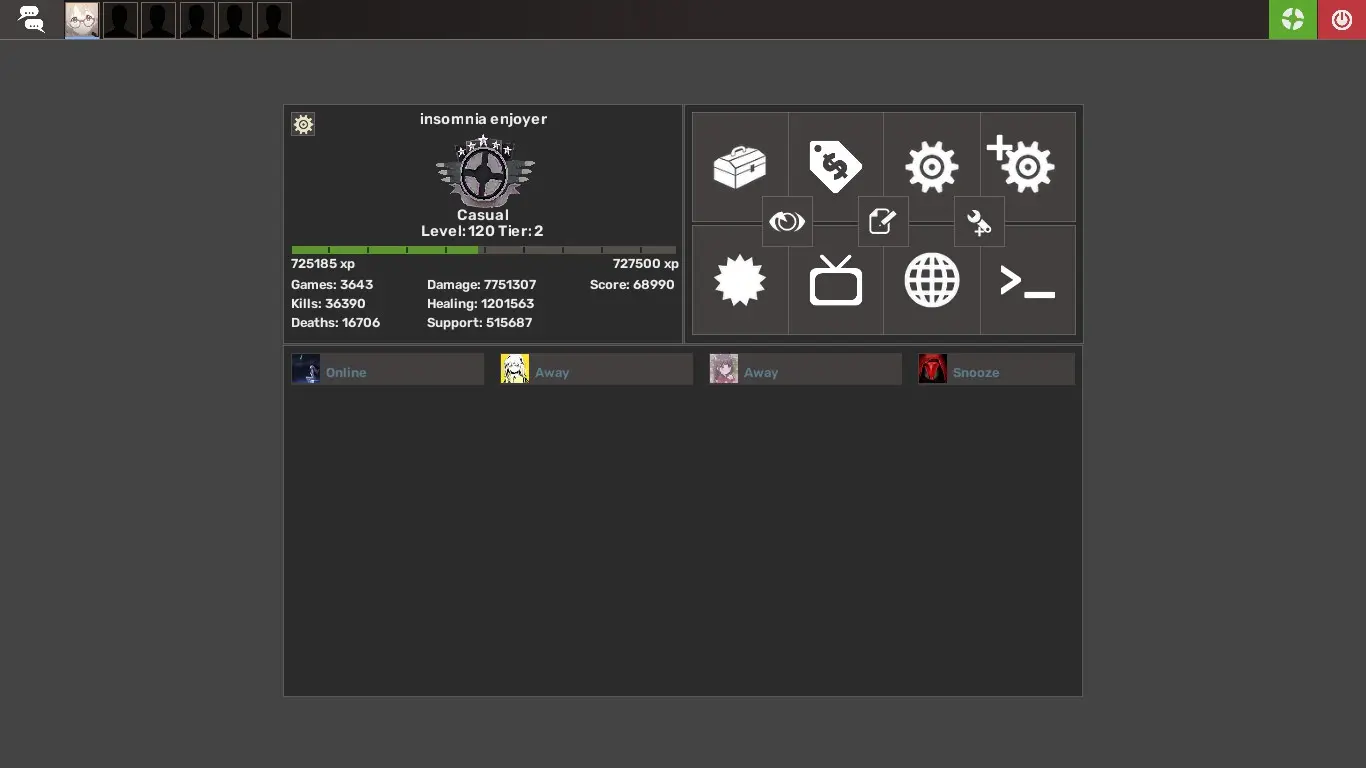 insomnia enjoyer
Casual
Level: 120 Tier: 2
725185 xp 727500 xp
Games: 3643 Damage: 7751307 Score: 68990
Kills: 36390 Healing: 1201563
Deaths: 16706 Support: 515687
Online Away Away Snooze